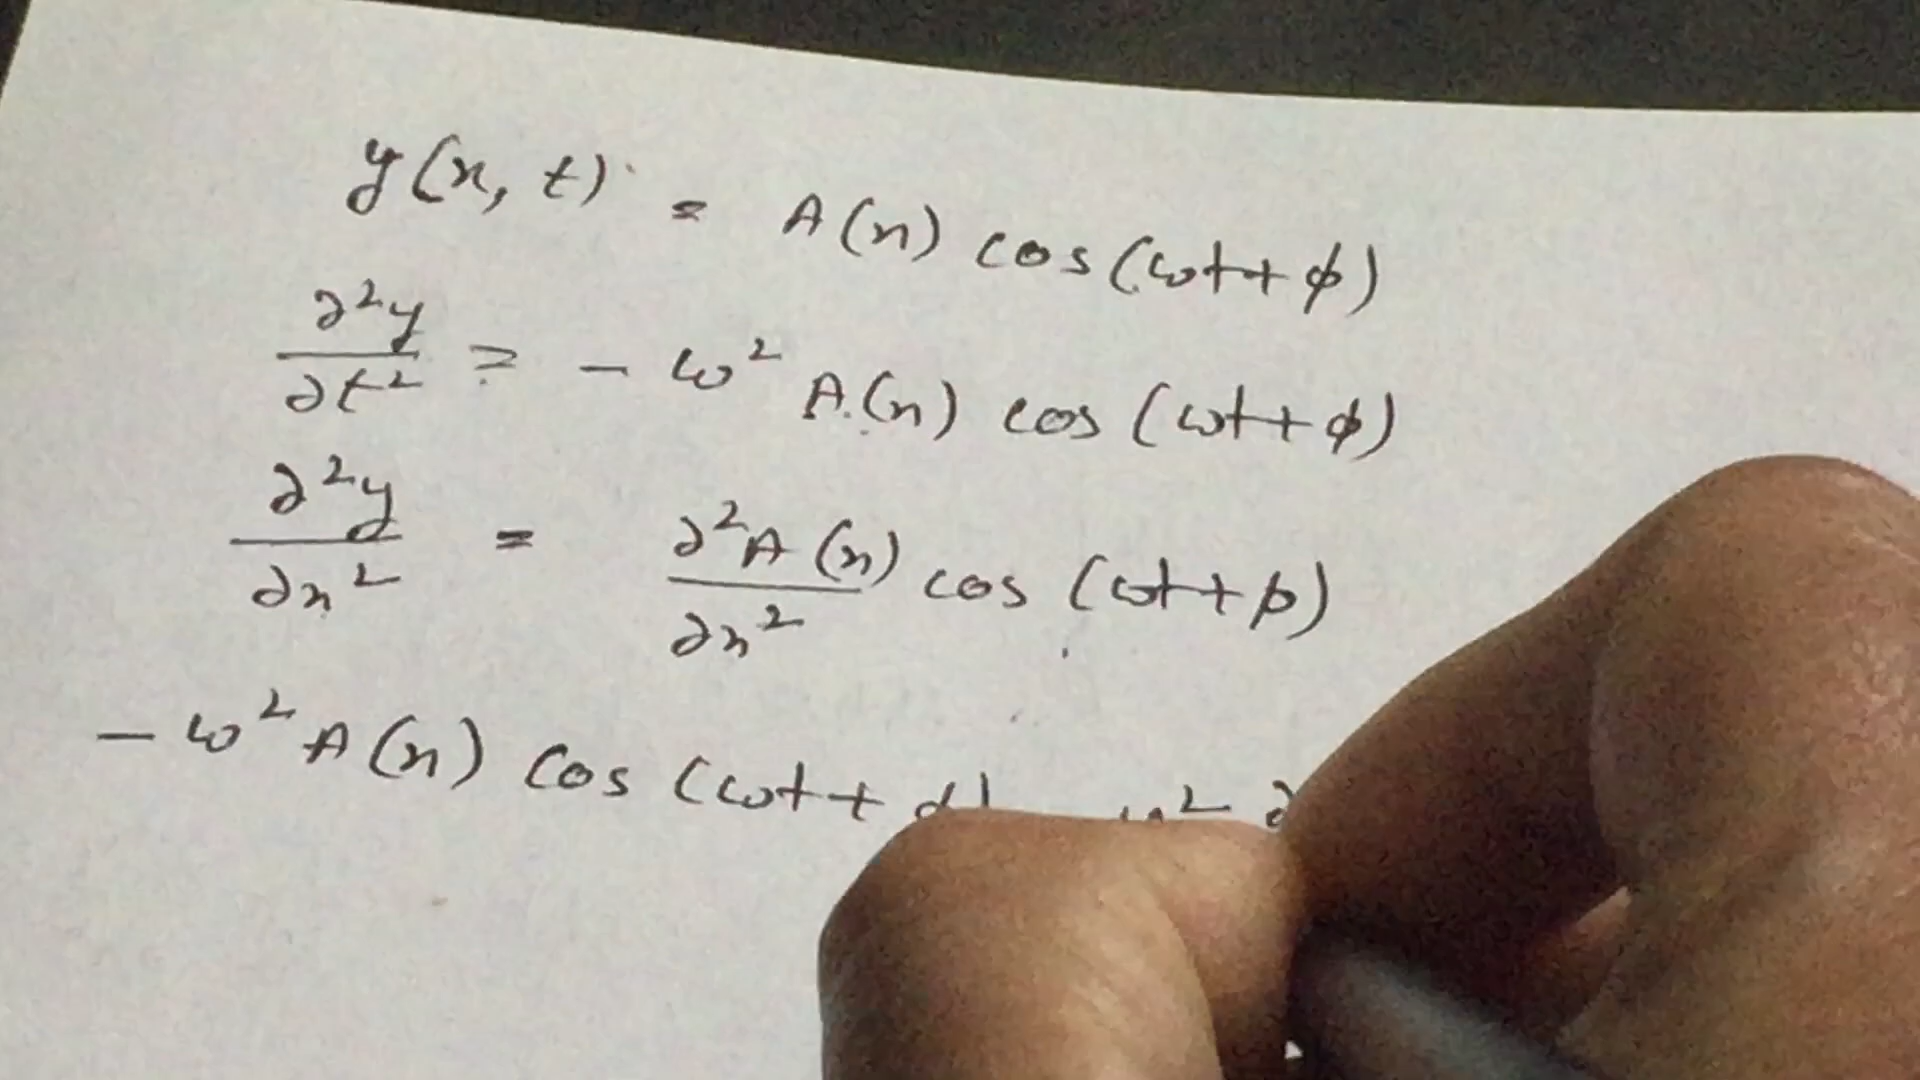 y(x, t) = A(x) cos(ωt + φ)
∂²y/∂t² = - ω² A(x) cos(ωt + φ)
∂²y/∂x² = ∂²A(x)/∂x² cos(ωt + φ)
- ω² A(x) cos(ωt +